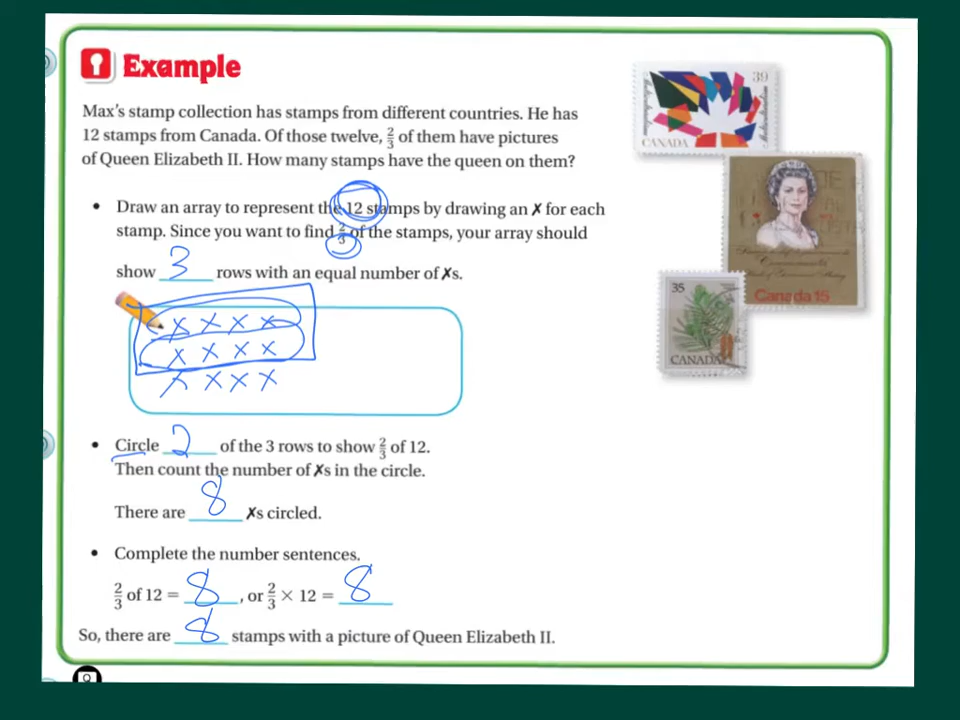 Example
Max's stamp collection has stamps from different countries. He has
12 stamps from Canada. Of those twelve, 2/3 of them have pictures
of Queen Elizabeth II. How many stamps have the queen on them?
• Draw an array to represent the 12 stamps by drawing an ✗ for each
stamp. Since you want to find 2/3 of the stamps, your array should
show 3 rows with an equal number of ✗s.
X X X X
X X X X
X X X X
• Circle 2 of the 3 rows to show 2/3 of 12.
Then count the number of ✗s in the circle.
There are 8 ✗s circled.
• Complete the number sentences.
2/3 of 12 = 8, or 2/3 × 12 = 8
So, there are 8 stamps with a picture of Queen Elizabeth II.
39
CANADA
Canada 15
35
CANADA